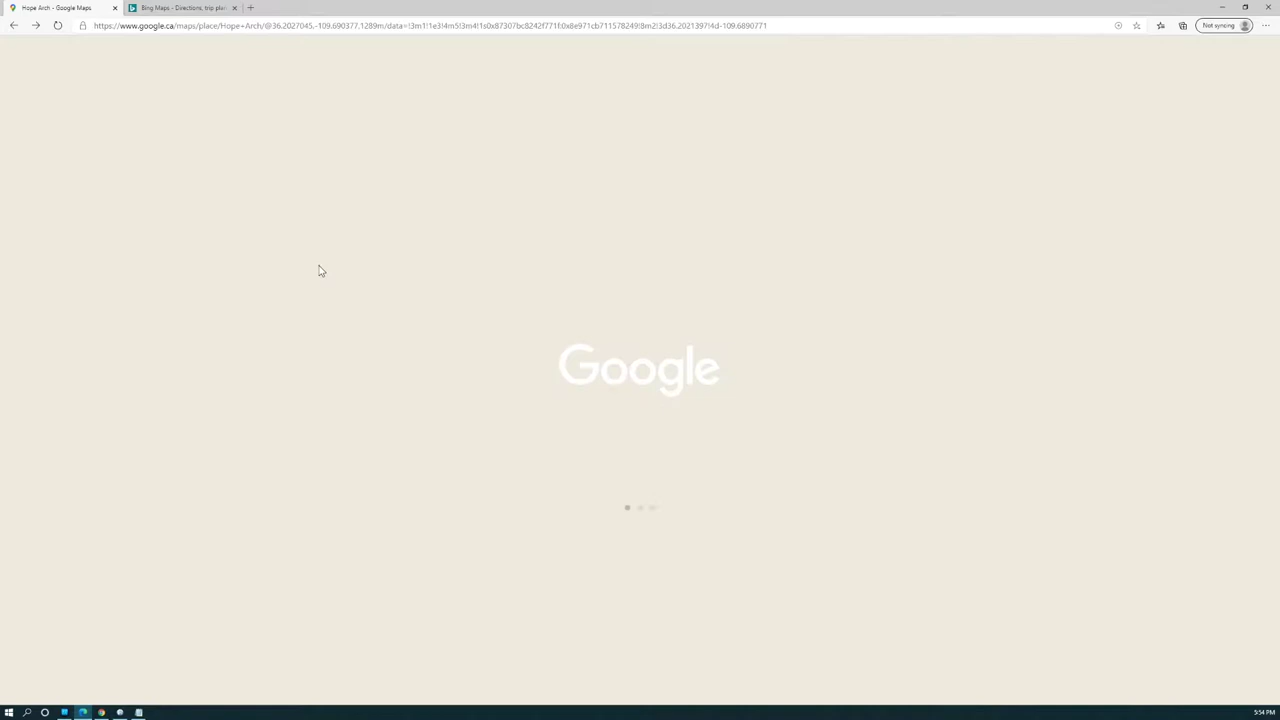 Hope Arch - Google Maps
Bing Maps - Directions, trip plan
https://www.google.ca/maps/place/Hope+Arch/@36.2027045,-109.690377,1289m/data=!3m1!1e3!4m5!3m4!1s0x87307bc8242f771f:0x8e971cb711578249!8m2!3d36.2021397!4d-109.6890771
Not syncing
Google
5:54 PM